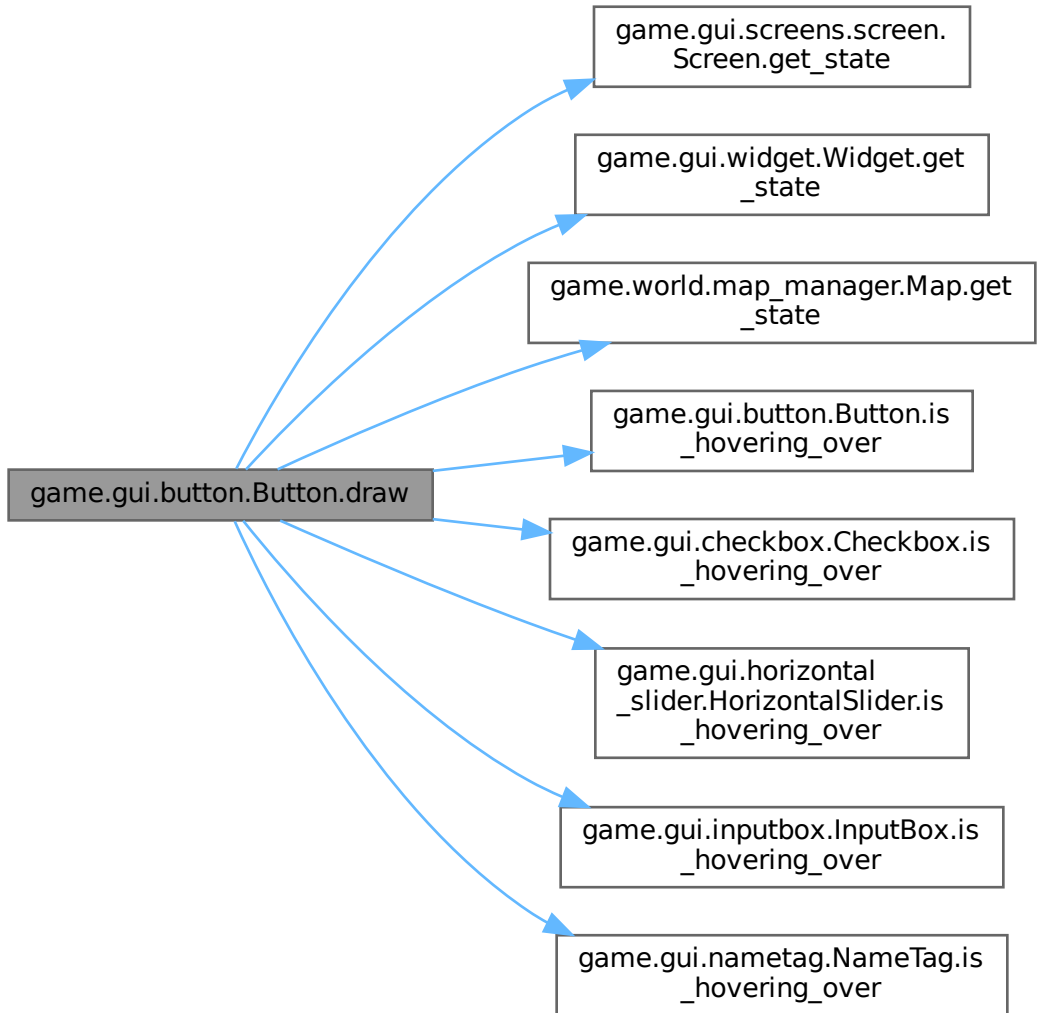 game.gui.screens.screen.
Screen.get_state
game.gui.widget.Widget.get
_state
game.world.map_manager.Map.get
_state
game.gui.button.Button.is
_hovering_over
game.gui.button.Button.draw
game.gui.checkbox.Checkbox.is
_hovering_over
game.gui.horizontal
_slider.HorizontalSlider.is
_hovering_over
game.gui.inputbox.InputBox.is
_hovering_over
game.gui.nametag.NameTag.is
_hovering_over